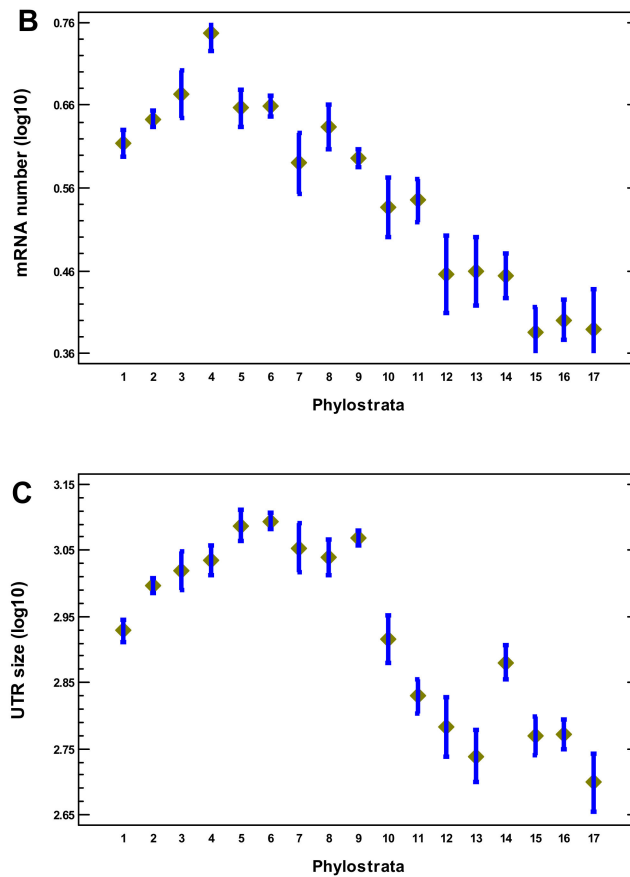 B
mRNA number (log10)
0.76
0.66
0.56
0.46
0.36
1 2 3 4 5 6 7 8 9 10 11 12 13 14 15 16 17
Phylostrata
C
UTR size (log10)
3.15
3.05
2.95
2.85
2.75
2.65
1 2 3 4 5 6 7 8 9 10 11 12 13 14 15 16 17
Phylostrata